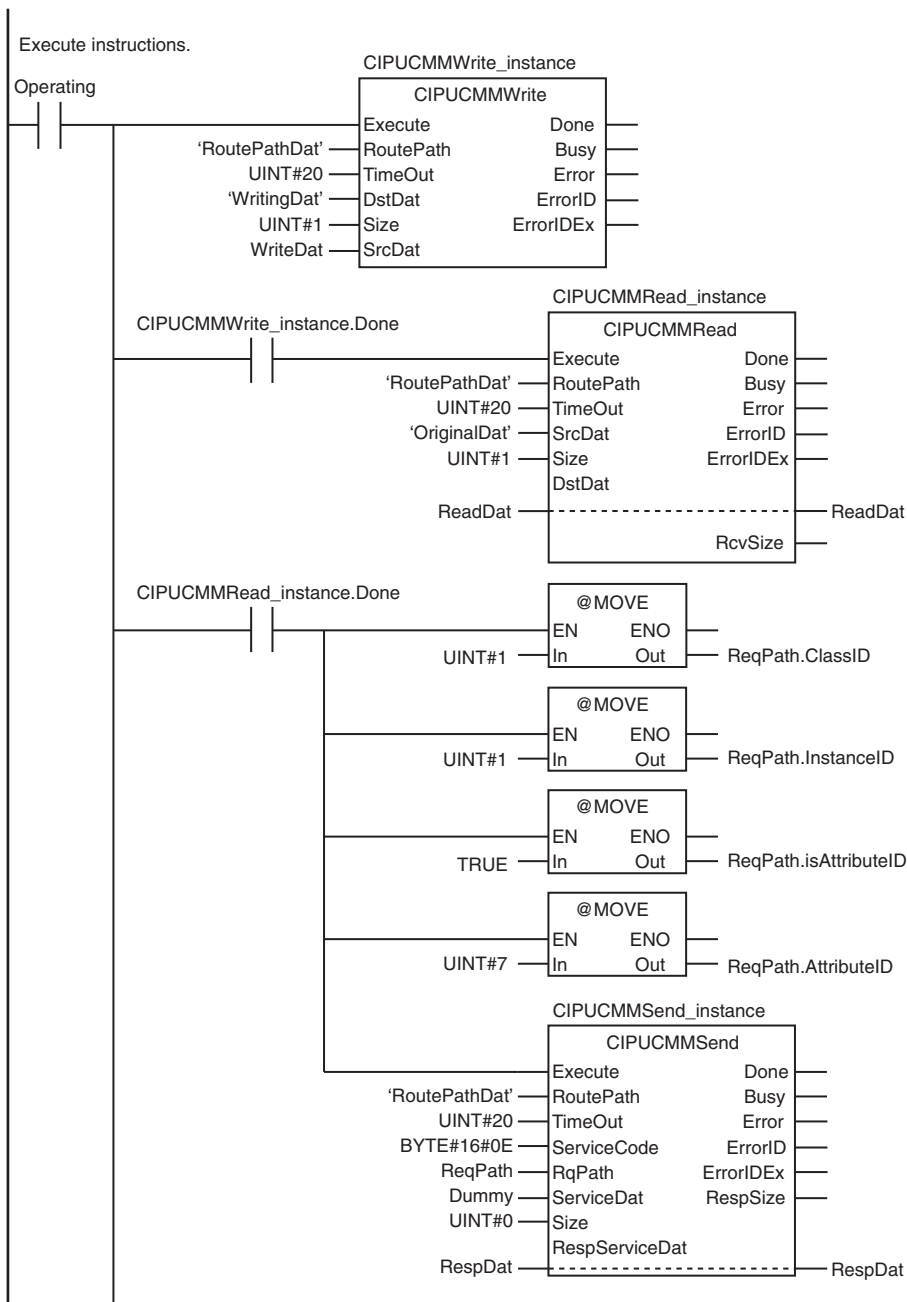 Execute instructions.
CIPUCMMWrite_instance
Operating
CIPUCMMWrite
Execute Done
'RoutePathDat' RoutePath Busy
UINT#20 TimeOut Error
'WritingDat' DstDat ErrorID
UINT#1 Size ErrorIDEx
WriteDat SrcDat
CIPUCMMRead_instance
CIPUCMMWrite_instance.Done
CIPUCMMRead
Execute Done
'RoutePathDat' RoutePath Busy
UINT#20 TimeOut Error
'OriginalDat' SrcDat ErrorID
UINT#1 Size ErrorIDEx
DstDat
ReadDat ReadDat
RcvSize
CIPUCMMRead_instance.Done
@MOVE
EN ENO
UINT#1 In Out ReqPath.ClassID
@MOVE
EN ENO
UINT#1 In Out ReqPath.InstanceID
@MOVE
EN ENO
TRUE In Out ReqPath.isAttributeID
@MOVE
EN ENO
UINT#7 In Out ReqPath.AttributeID
CIPUCMMSend_instance
CIPUCMMSend
Execute Done
'RoutePathDat' RoutePath Busy
UINT#20 TimeOut Error
BYTE#16#0E ServiceCode ErrorID
ReqPath RqPath ErrorIDEx
Dummy ServiceDat RespSize
UINT#0 Size
RespServiceDat
RespDat RespDat